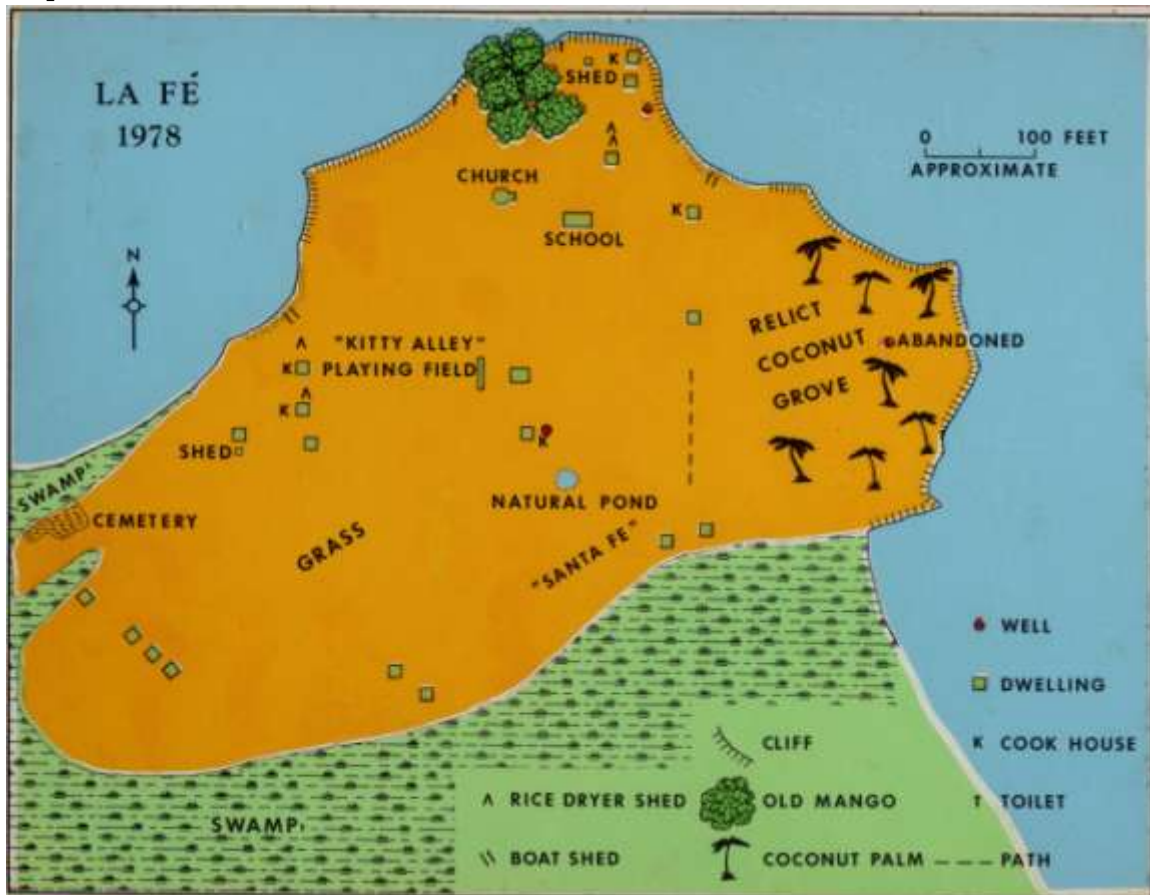 LA FÉ
1978
K
SHED
0 100 FEET
APPROXIMATE
CHURCH
SCHOOL
K
N
"KITTY ALLEY"
PLAYING FIELD
K
K
K
SHED
RELICT
COCONUT
GROVE
ABANDONED
SWAMP
CEMETERY
NATURAL POND
GRASS
"SANTA FE"
WELL
DWELLING
CLIFF
K COOK HOUSE
RICE DRYER SHED
OLD MANGO
TOILET
SWAMP
BOAT SHED
COCONUT PALM
PATH